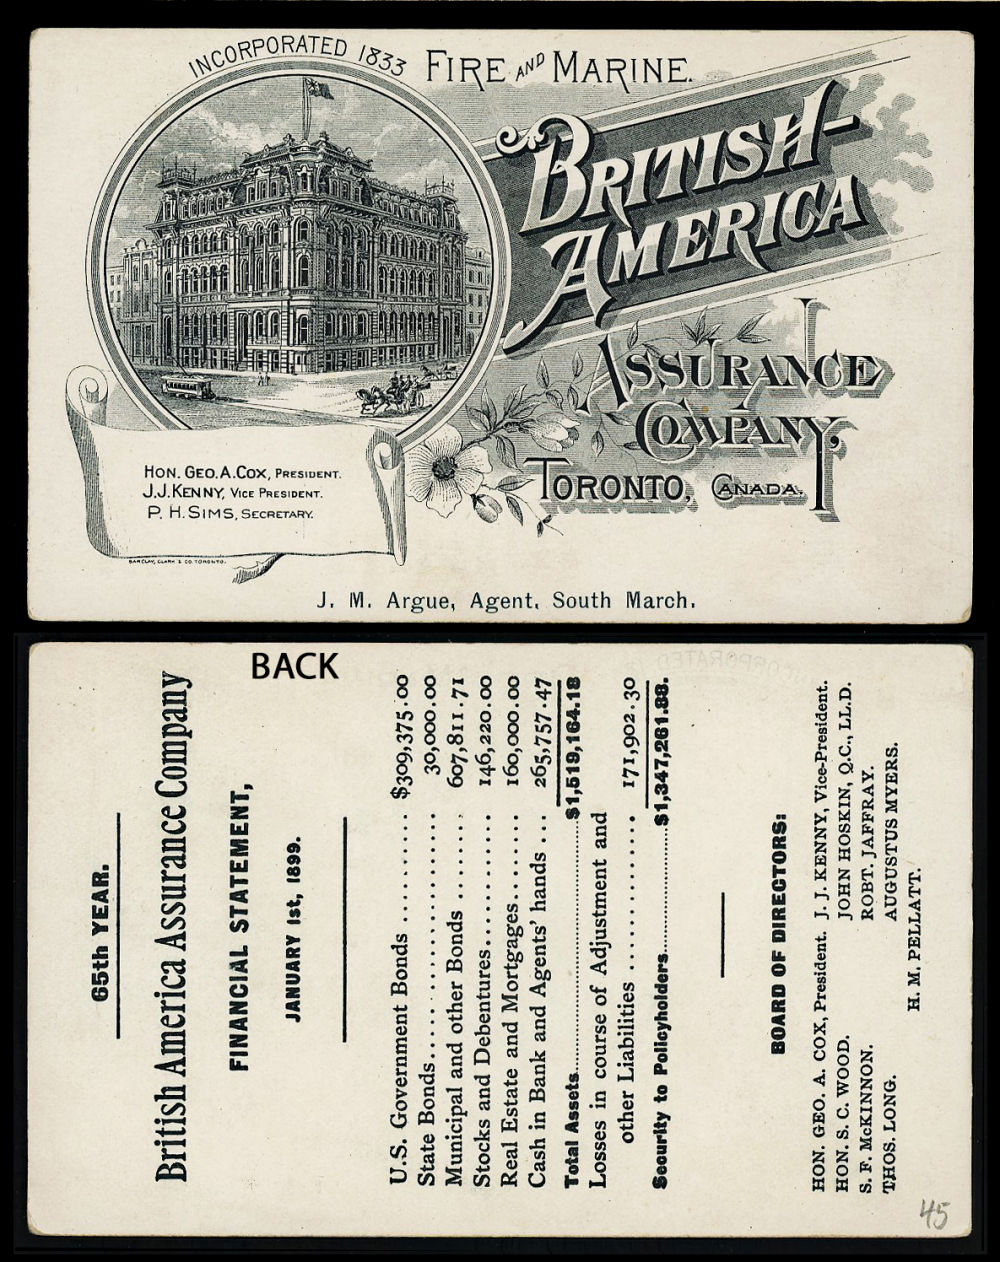 INCORPORATED 1833
FIRE AND MARINE.
BRITISH-
AMERICA
ASSURANCE
COMPANY,
TORONTO, CANADA.
HON. GEO. A. COX, PRESIDENT.
J. J. KENNY, VICE PRESIDENT.
P. H. SIMS, SECRETARY.
BARCLAY, CLARK & CO. TORONTO.
J. M. Argue, Agent, South March.
BACK
65th YEAR.
British America Assurance Company
FINANCIAL STATEMENT,
JANUARY 1st, 1899.
U.S. Government Bonds .......... $309,375.00
State Bonds.................... 30,000.00
Municipal and other Bonds ...... 607,811.71
Stocks and Debentures........... 146,220.00
Real Estate and Mortgages....... 160,000.00
Cash in Bank and Agents' hands ... 265,757.47
Total Assets.................... $1,519,164.18
Losses in course of Adjustment and
other Liabilities .............. 171,902.30
Security to Policyholders....... $1,347,261.88.
BOARD OF DIRECTORS:
HON. GEO. A. COX, President. J. J. KENNY, Vice-President.
HON. S. C. WOOD. JOHN HOSKIN, Q.C., LL.D.
S. F. McKINNON. ROBT. JAFFRAY.
THOS. LONG. AUGUSTUS MYERS.
H. M. PELLATT.
45